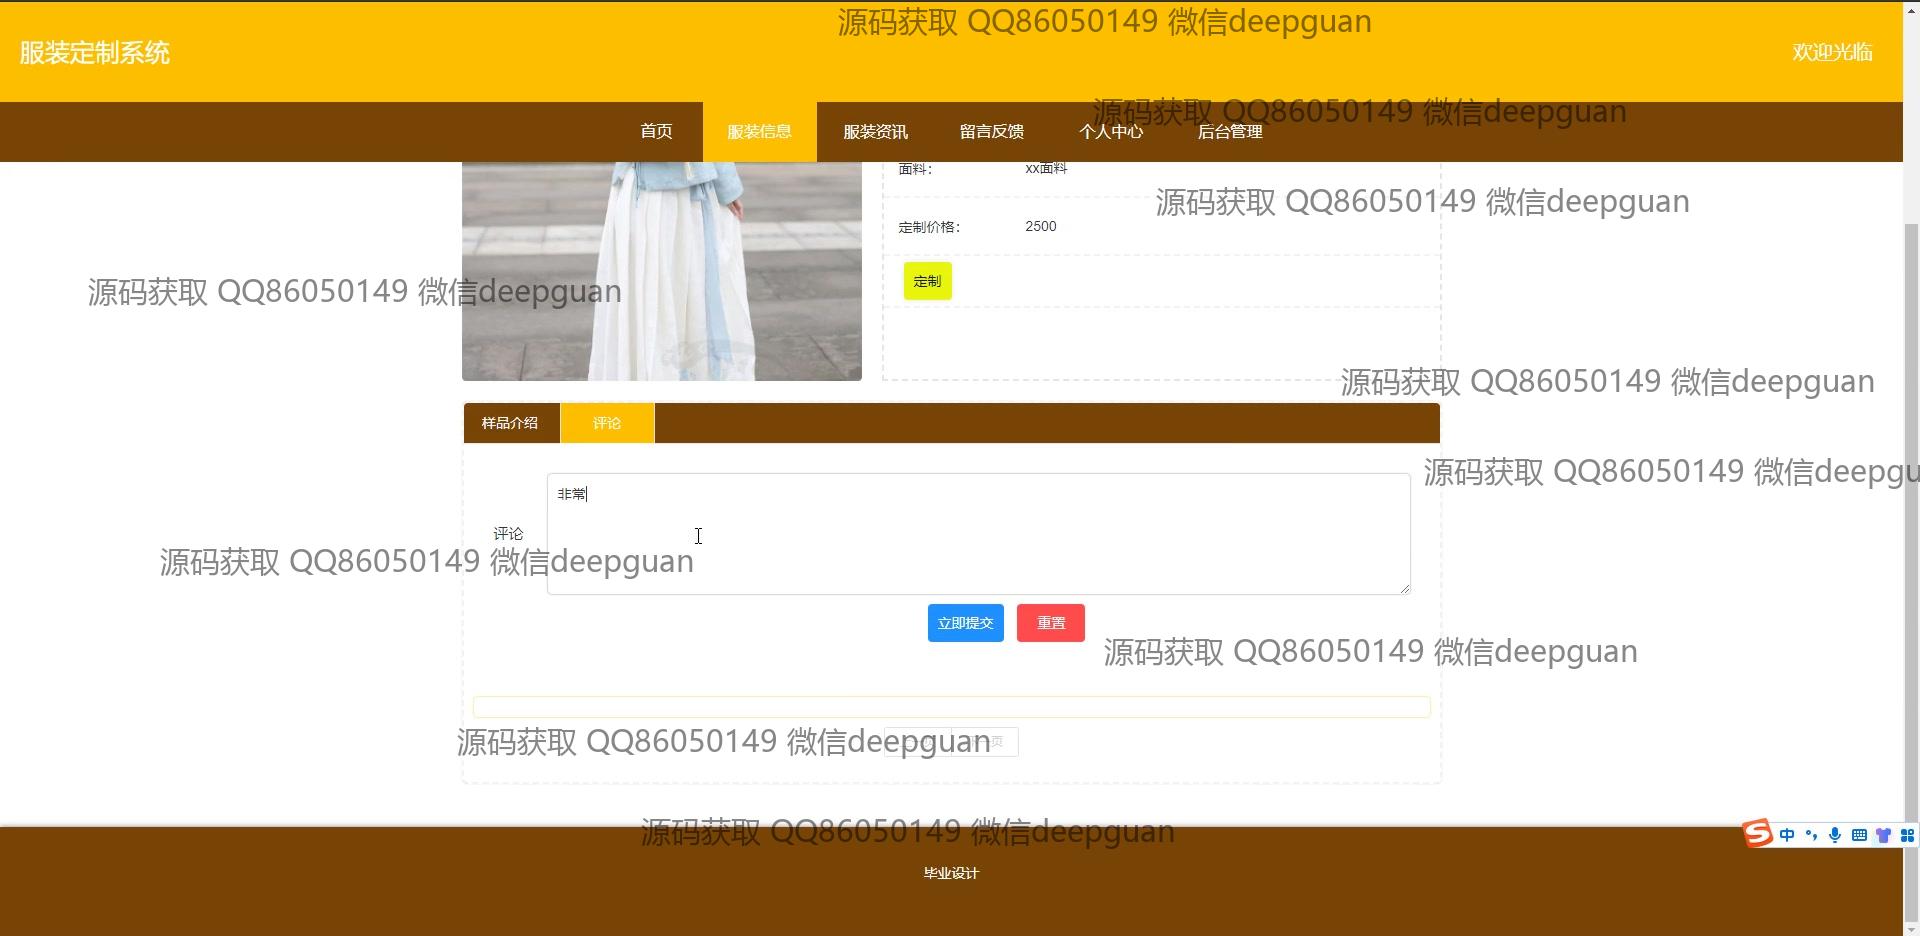 源码获取 QQ86050149 微信deepguan
服装定制系统
欢迎光临
源码获取 QQ86050149 微信deepguan
首页
服装信息
服装资讯
留言反馈
个人中心
后台管理
面料：
xx面料
源码获取 QQ86050149 微信deepguan
定制价格：
2500
定制
源码获取 QQ86050149 微信deepguan
源码获取 QQ86050149 微信deepguan
样品介绍
评论
源码获取 QQ86050149 微信deepgu
非常
评论
源码获取 QQ86050149 微信deepguan
立即提交
重置
源码获取 QQ86050149 微信deepguan
源码获取 QQ86050149 微信deepguan
源码获取 QQ86050149 微信deepguan
中
毕业设计